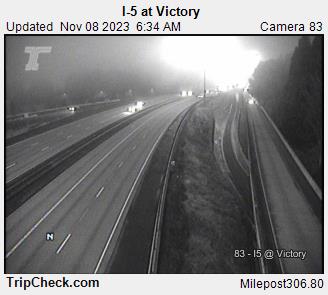 I-5 at Victory
Updated Nov 08 2023 6:34 AM Camera 83
T
N
83 - I5 @ Victory
TripCheck.com Milepost306.80